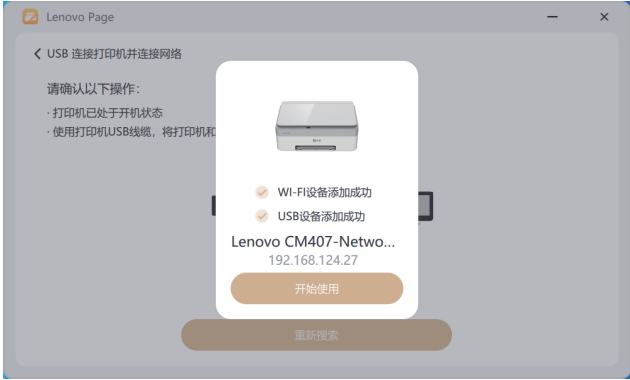 Lenovo Page
USB 连接打印机并连接网络
请确认以下操作：
·打印机已处于开机状态
·使用打印机USB线缆，将打印机和
WI-FI设备添加成功
USB设备添加成功
Lenovo CM407-Netwo...
192.168.124.27
开始使用
重新搜索